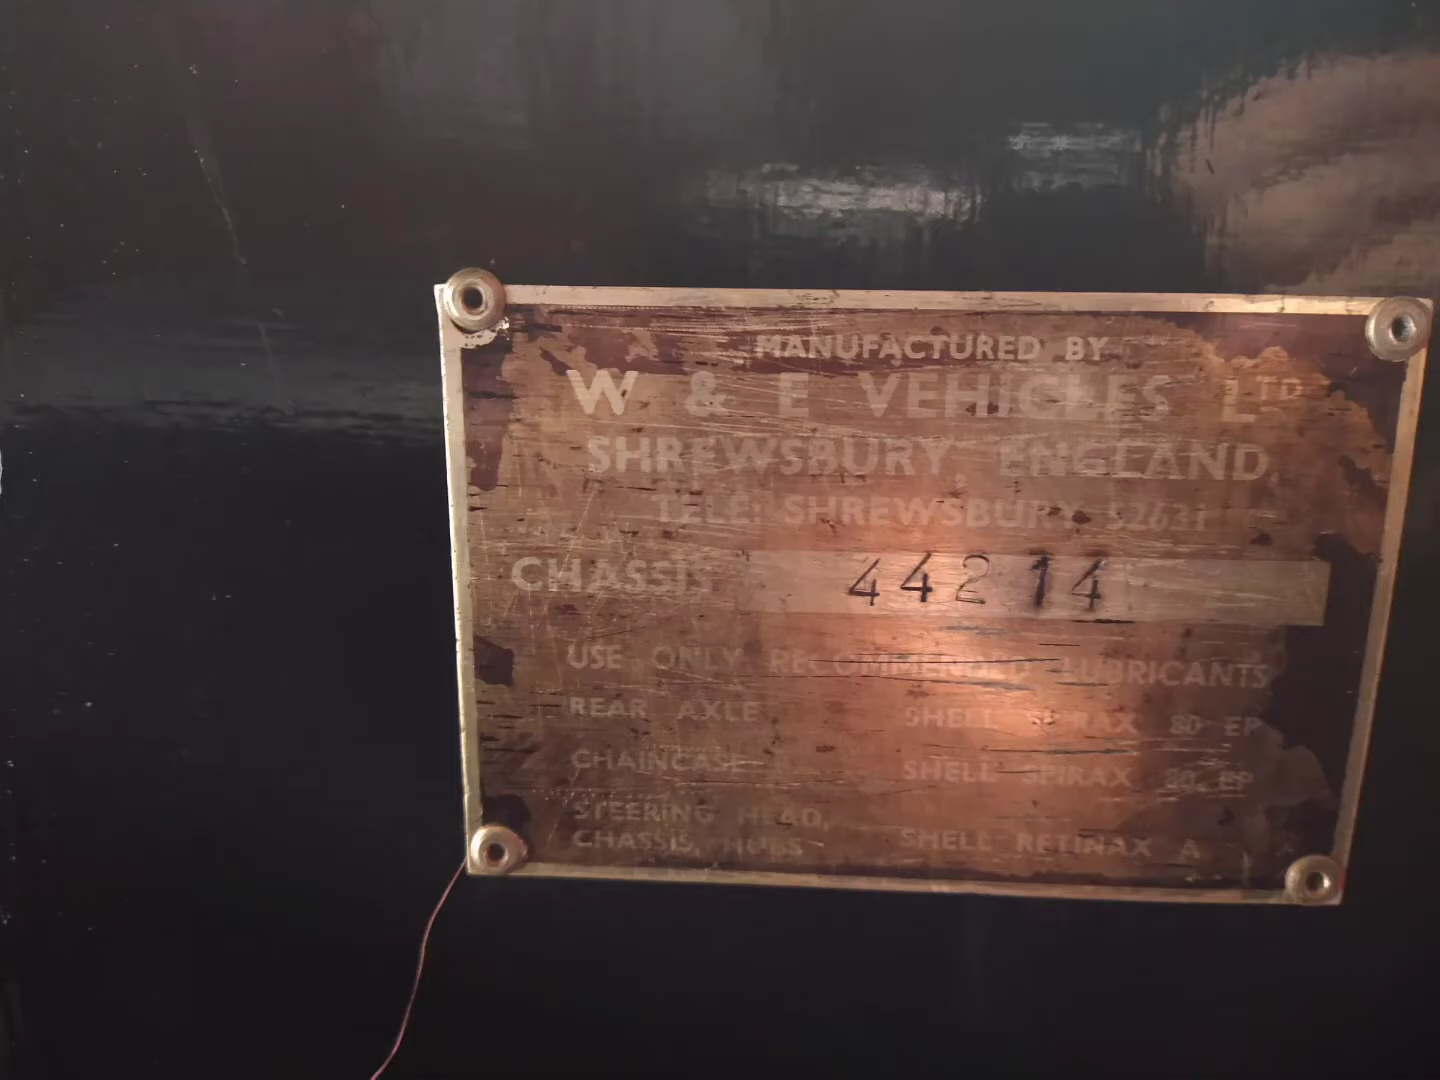 MANUFACTURED BY
W & E VEHICLES LTD
SHREWSBURY, ENGLAND,
TELE: SHREWSBURY 52631
CHASSIS 44214
USE ONLY RECOMMENDED LUBRICANTS
REAR AXLE SHELL SPIRAX 80 EP
CHAINCASE SHELL SPIRAX 80 EP
STEERING HEAD,
CHASSIS, HUBS SHELL RETINAX A